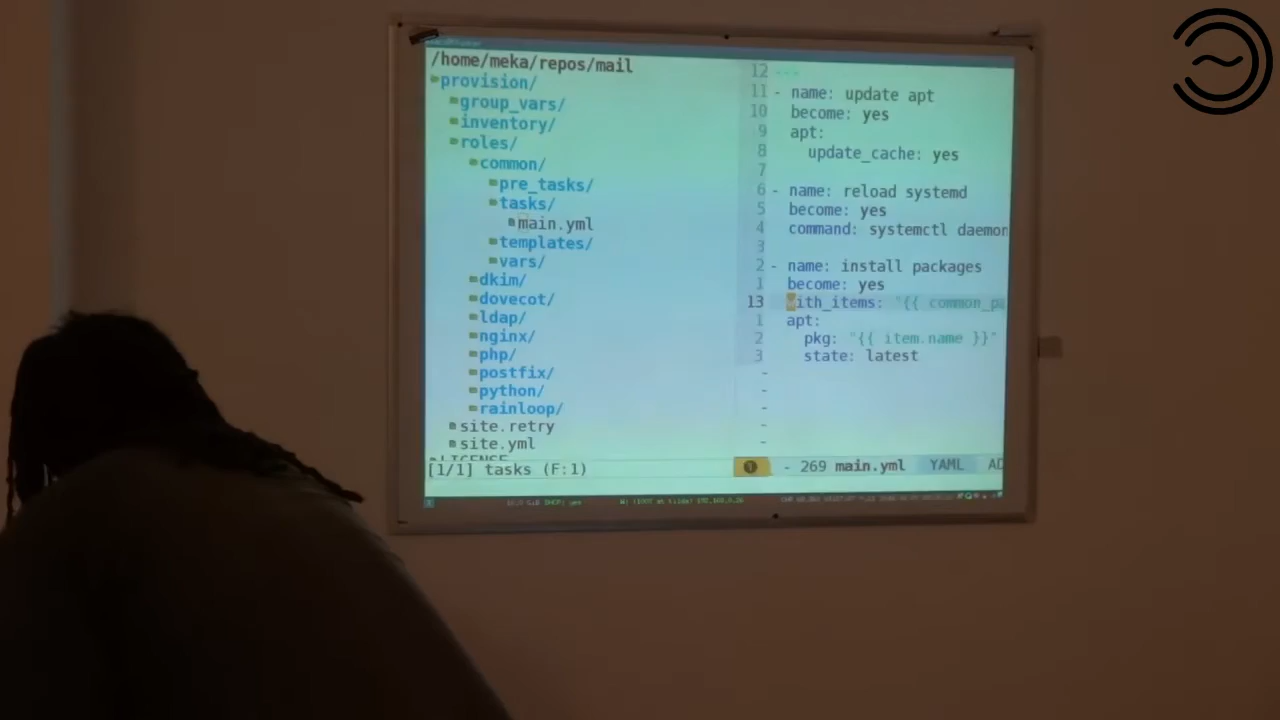 /home/meka/repos/mail
provision/
group_vars/
inventory/
roles/
common/
pre_tasks/
tasks/
main.yml
templates/
vars/
dkim/
dovecot/
ldap/
nginx/
php/
postfix/
python/
rainloop/
site.retry
site.yml
LICENSE
[1/1] tasks (F:1)
12 ---
11 - name: update apt
10 become: yes
9 apt:
8 update_cache: yes
7
6 - name: reload systemd
5 become: yes
4 command: systemctl daemon
3
2 - name: install packages
1 become: yes
13 with_items: "{{ common_pa
1 apt:
2 pkg: "{{ item.name }}"
3 state: latest
- 269 main.yml YAML